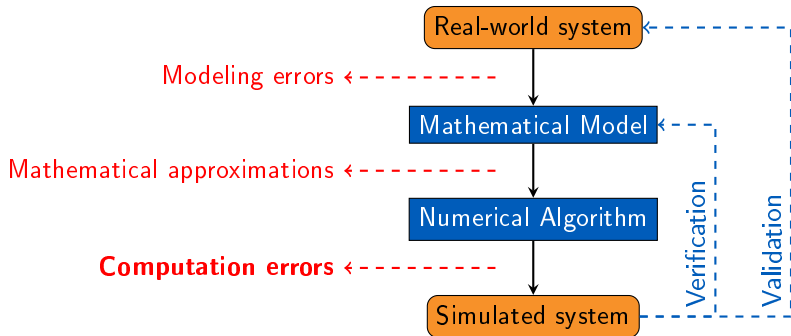 Real-world system
Modeling errors
Mathematical Model
Mathematical approximations
Numerical Algorithm
Computation errors
Simulated system
Verification
Validation